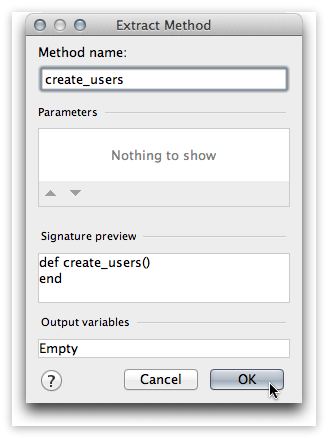 Extract Method
Method name:
create_users
Parameters
Nothing to show
Signature preview
def create_users()
end
Output variables
Empty
? Cancel OK